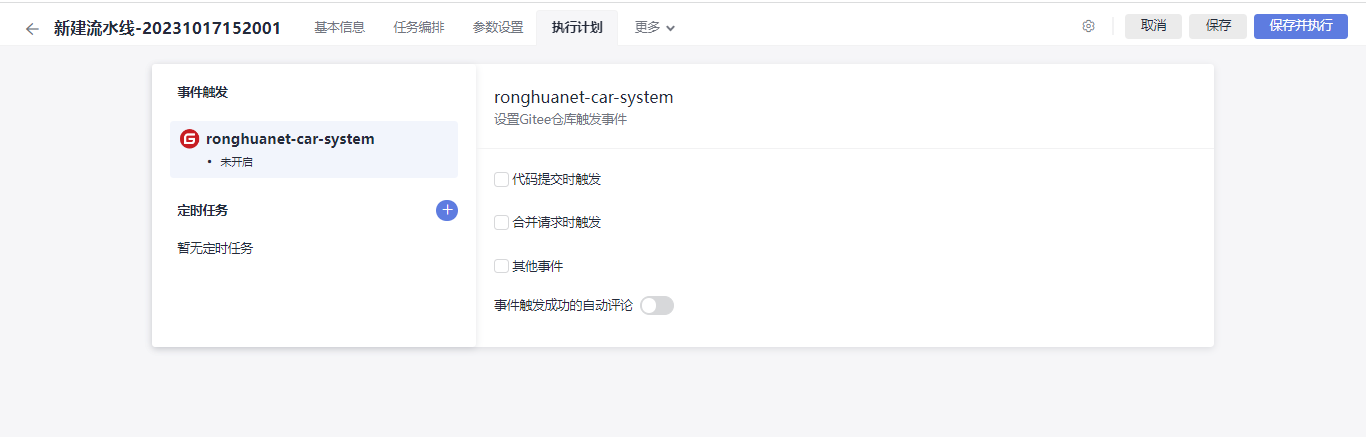 新建流水线-20231017152001
基本信息
任务编排
参数设置
执行计划
更多
取消
保存
保存并执行
事件触发
ronghuanet-car-system
未开启
定时任务
暂无定时任务
ronghuanet-car-system
设置Gitee仓库触发事件
代码提交时触发
合并请求时触发
其他事件
事件触发成功的自动评论